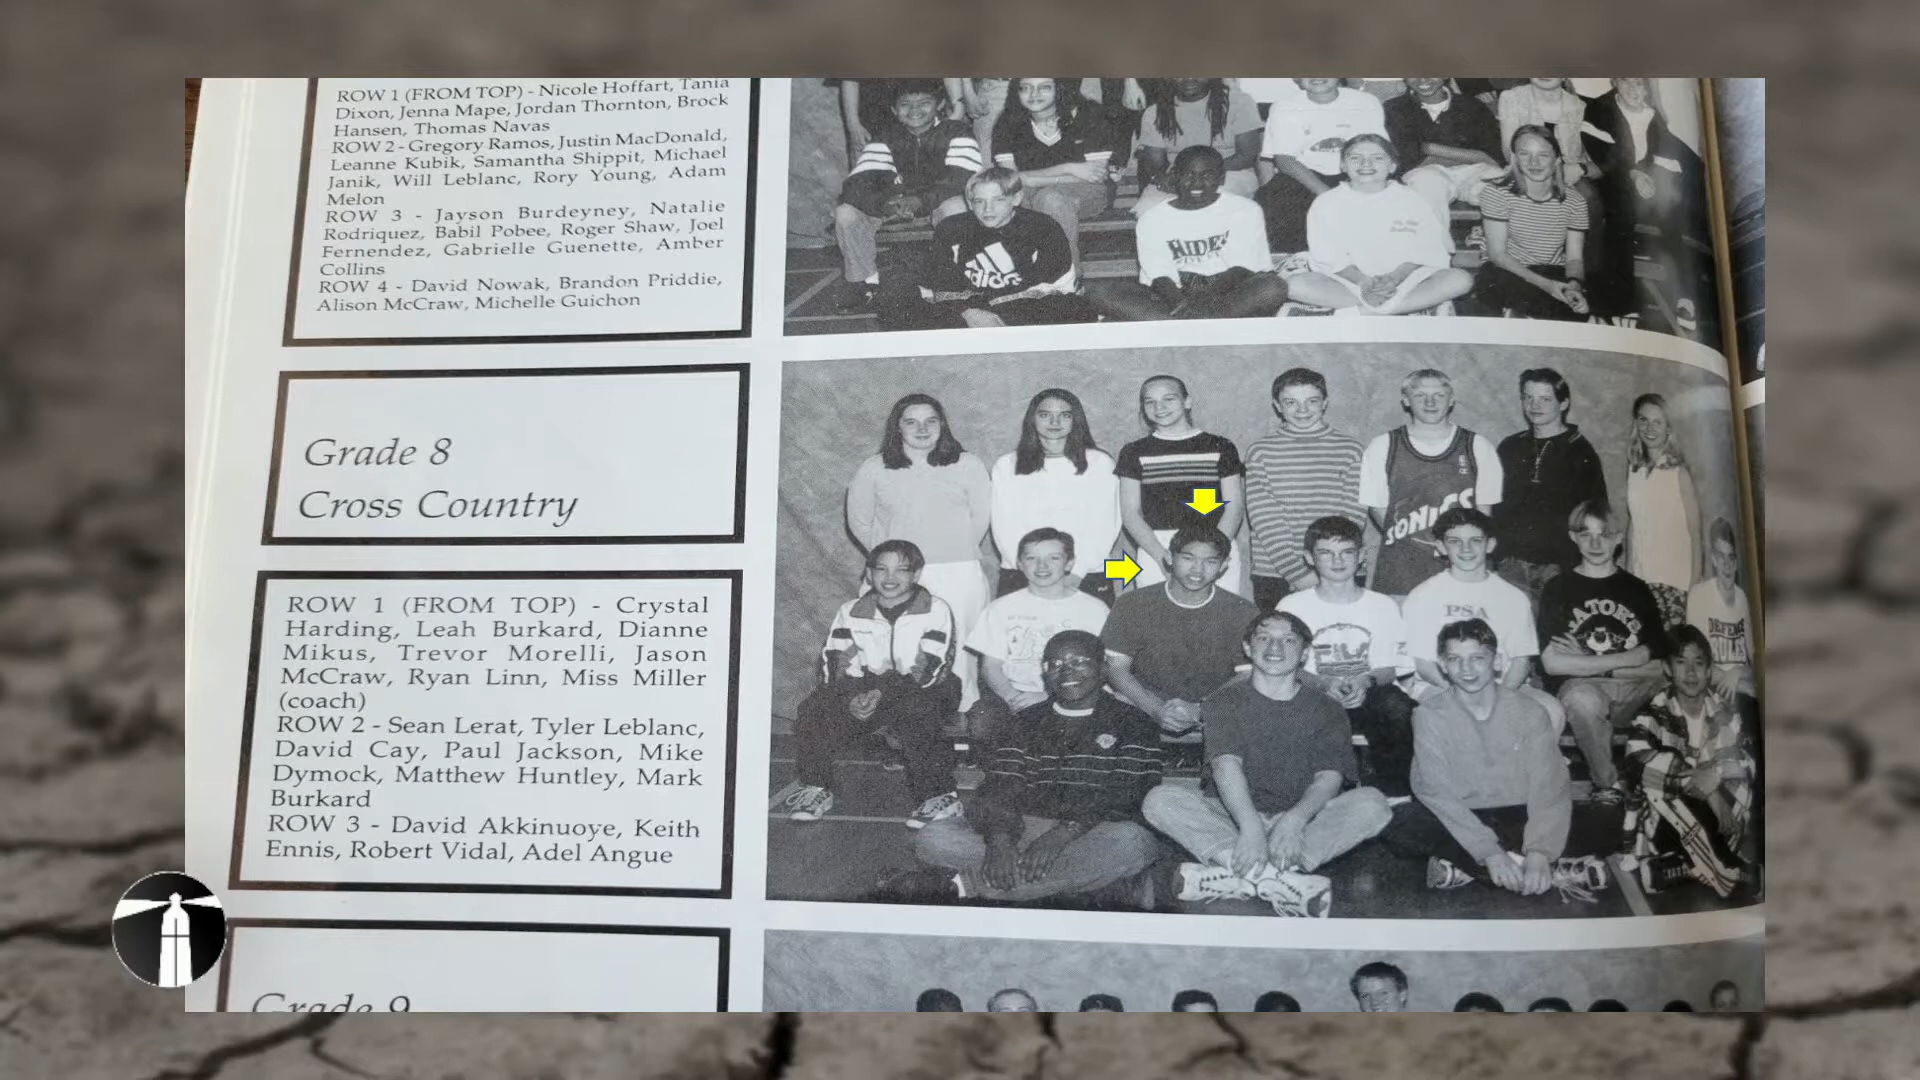 ROW 1 (FROM TOP) - Nicole Hoffart, Tania
Dixon, Jenna Mape, Jordan Thornton, Brock
Hansen, Thomas Navas
ROW 2 - Gregory Ramos, Justin MacDonald,
Leanne Kubik, Samantha Shippit, Michael
Janik, Will Leblanc, Rory Young, Adam
Melon
ROW 3 - Jayson Burdeyney, Natalie
Rodriquez, Babil Pobee, Roger Shaw, Joel
Fernendez, Gabrielle Guenette, Amber
Collins
ROW 4 - David Nowak, Brandon Priddie,
Alison McCraw, Michelle Guichon
adidas
Grade 8
Cross Country
SONICS
PSA
FILA
GATORS
DEFENSE
RULES
ROW 1 (FROM TOP) - Crystal
Harding, Leah Burkard, Dianne
Mikus, Trevor Morelli, Jason
McCraw, Ryan Linn, Miss Miller
(coach)
ROW 2 - Sean Lerat, Tyler Leblanc,
David Cay, Paul Jackson, Mike
Dymock, Matthew Huntley, Mark
Burkard
ROW 3 - David Akkinuoye, Keith
Ennis, Robert Vidal, Adel Angue
Grade 9